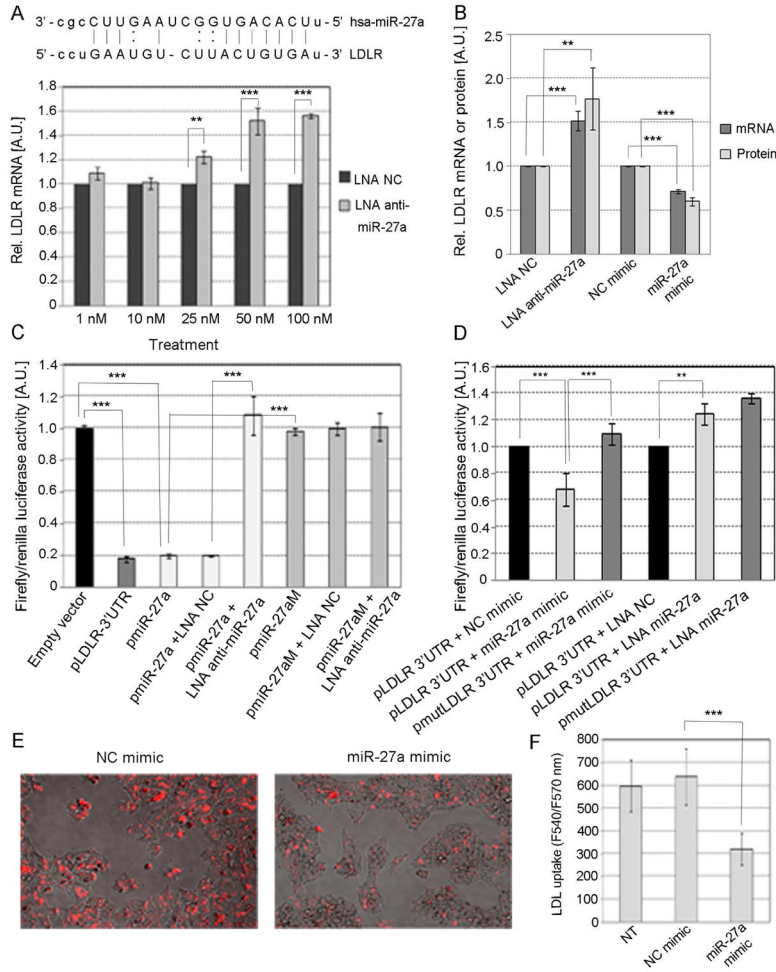 A
3'- cgcCUUGAAUCGGUGACACUu- 5' hsa-miR-27a
5'- ccuGAAUGU- CUUACUGUGAu- 3' LDLR
Rel. LDLR mRNA [A.U.]
1.8
1.6
1.4
1.2
1.0
0.8
0.6
0.4
0.2
0
**
***
***
LNA NC
LNA anti-
miR-27a
1 nM 10 nM 25 nM 50 nM 100 nM
Treatment
B
Rel. LDLR mRNA or protein [A.U.]
2.5
2.0
1.5
1.0
0.5
0
**
***
***
***
mRNA
Protein
LNA NC
LNA anti-miR-27a
NC mimic
miR-27a
mimic
C
Firefly/renilla luciferase activity [A.U.]
1.4
1.2
1.0
0.8
0.6
0.4
0.2
0
***
***
***
***
Empty vector
pLDLR-3'UTR
pmiR-27a
pmiR-27a +LNA NC
pmiR-27a +
LNA anti-miR-27a
pmiR-27aM
pmiR-27aM + LNA NC
pmiR-27aM +
LNA anti-miR-27a
D
Firefly/renilla luciferase activity [A.U.]
1.6
1.4
1.2
1.0
0.8
0.6
0.4
0.2
0
***
***
**
pLDLR 3'UTR + NC mimic
pLDLR 3'UTR + miR-27a mimic
pmutLDLR 3'UTR + miR-27a mimic
pLDLR 3'UTR + LNA NC
pLDLR 3'UTR + LNA miR-27a
pmutLDLR 3'UTR + LNA miR-27a
E
NC mimic
miR-27a mimic
F
LDL uptake (F540/F570 nm)
800
700
600
500
400
300
200
100
0
***
NT
NC mimic
miR-27a
mimic